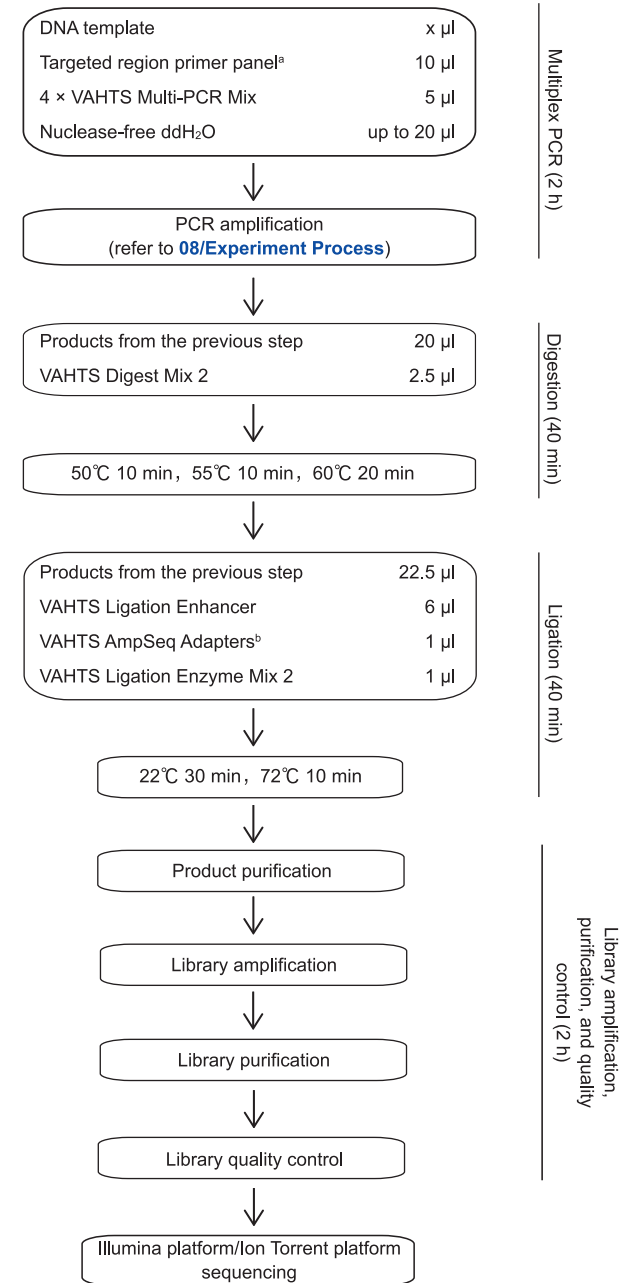 DNA template x µl
Targeted region primer panelᵃ 10 µl
4 × VAHTS Multi-PCR Mix 5 µl
Nuclease-free ddH₂O up to 20 µl
Multiplex PCR (2 h)
PCR amplification
(refer to 08/Experiment Process)
Products from the previous step 20 µl
VAHTS Digest Mix 2 2.5 µl
Digestion (40 min)
50℃ 10 min, 55℃ 10 min, 60℃ 20 min
Products from the previous step 22.5 µl
VAHTS Ligation Enhancer 6 µl
VAHTS AmpSeq Adaptersᵇ 1 µl
VAHTS Ligation Enzyme Mix 2 1 µl
Ligation (40 min)
22℃ 30 min, 72℃ 10 min
Product purification
Library amplification
Library purification
Library quality control
Library amplification,
purification, and quality
control (2 h)
Illumina platform/Ion Torrent platform
sequencing